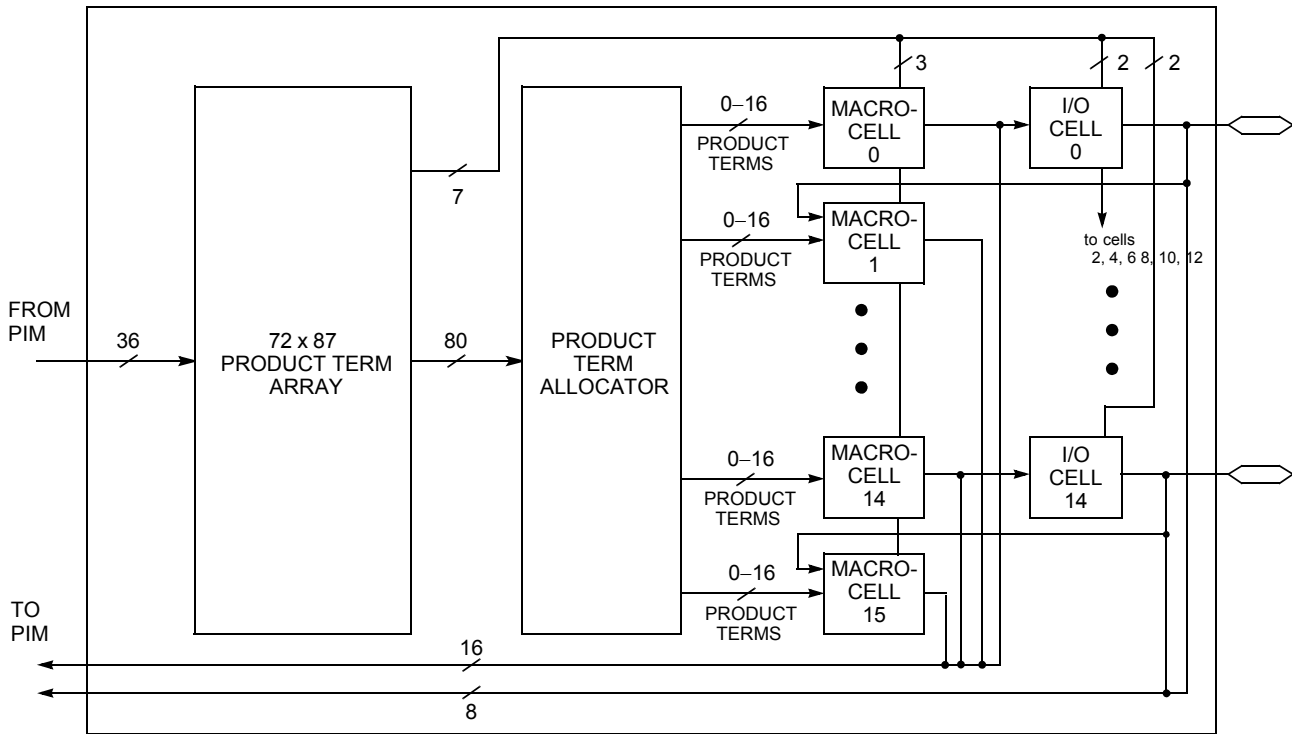 3
2
2
0–16
PRODUCT
TERMS
MACRO-
CELL
0
I/O
CELL
0
7
0–16
PRODUCT
TERMS
MACRO-
CELL
1
to cells
2, 4, 6 8, 10, 12
FROM
PIM
36
72 x 87
PRODUCT TERM
ARRAY
80
PRODUCT
TERM
ALLOCATOR
0–16
PRODUCT
TERMS
MACRO-
CELL
14
I/O
CELL
14
0–16
PRODUCT
TERMS
MACRO-
CELL
15
TO
PIM
16
8